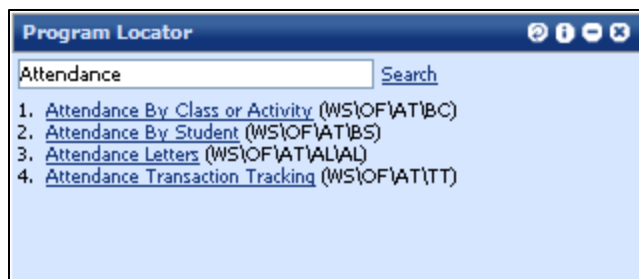 Program Locator
Attendance Search
1. Attendance By Class or Activity (WS\OF\AT\BC)
2. Attendance By Student (WS\OF\AT\BS)
3. Attendance Letters (WS\OF\AT\AL\AL)
4. Attendance Transaction Tracking (WS\OF\AT\TT)